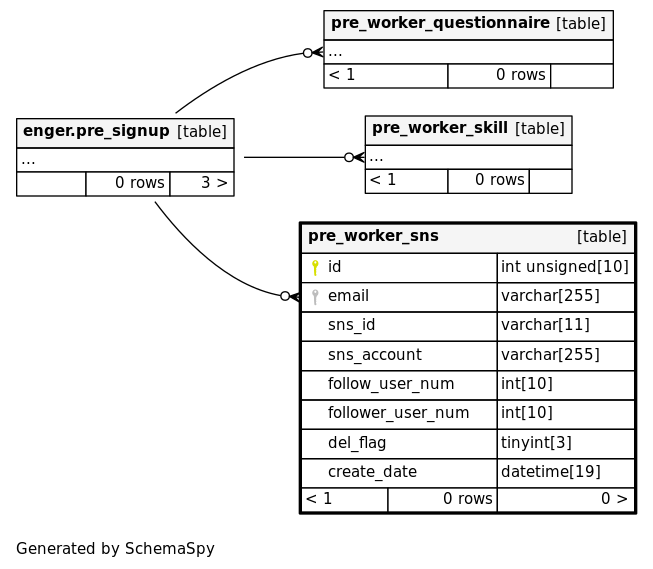 pre_worker_questionnaire [table]
...
< 1 0 rows
enger.pre_signup [table]
...
0 rows 3 >
pre_worker_skill [table]
...
< 1 0 rows
pre_worker_sns [table]
id int unsigned[10]
email varchar[255]
sns_id varchar[11]
sns_account varchar[255]
follow_user_num int[10]
follower_user_num int[10]
del_flag tinyint[3]
create_date datetime[19]
< 1 0 rows 0 >
Generated by SchemaSpy